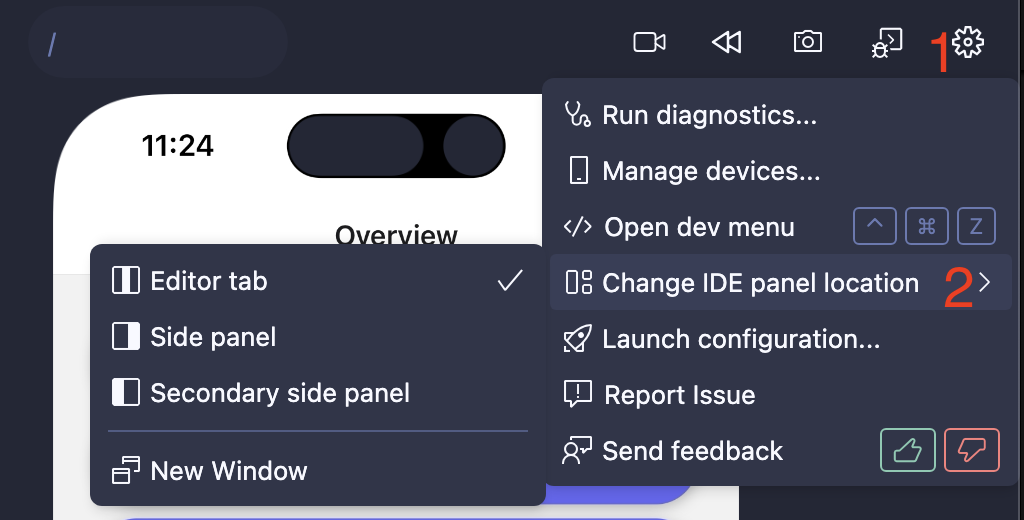 /
1
11:24
Overview
Run diagnostics...
Manage devices...
Open dev menu ^ ⌘ Z
Change IDE panel location 2
Launch configuration...
Report Issue
Send feedback
Editor tab
Side panel
Secondary side panel
New Window